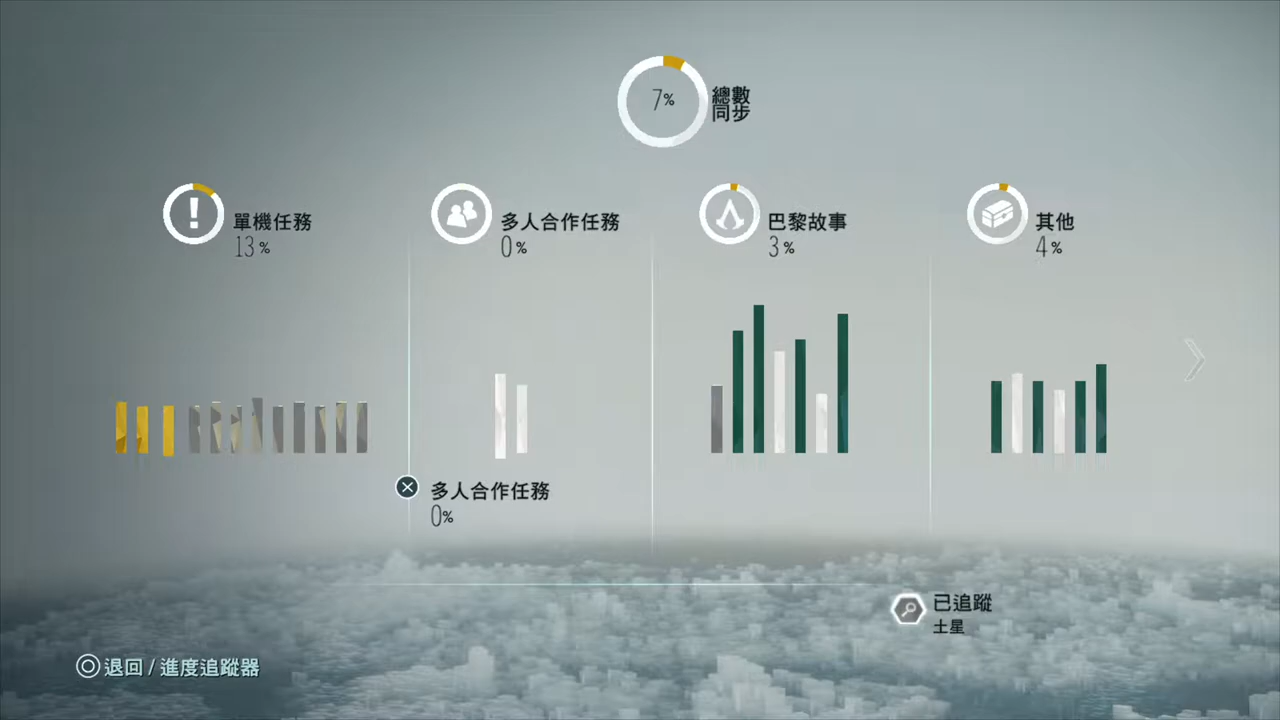 7%
總數
同步
單機任務
13%
多人合作任務
0%
巴黎故事
3%
其他
4%
多人合作任務
0%
已追蹤
土星
退回 / 進度追蹤器